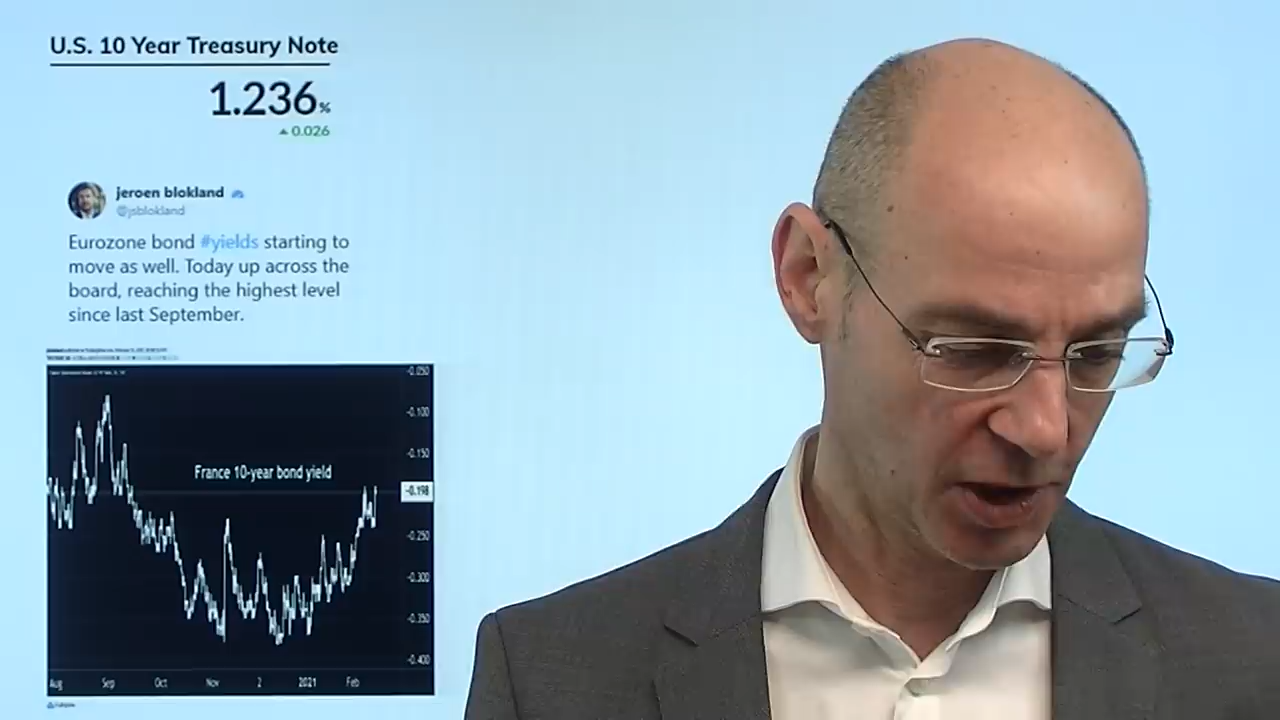 U.S. 10 Year Treasury Note
1.236%
▲ 0.026
jeroen blokland
@jsblokland
Eurozone bond #yields starting to
move as well. Today up across the
board, reaching the highest level
since last September.
France 10-year bond yield
-0.050
-0.100
-0.150
-0.198
-0.250
-0.300
-0.350
-0.400
Aug Sep Oct Nov 2 2021 Feb